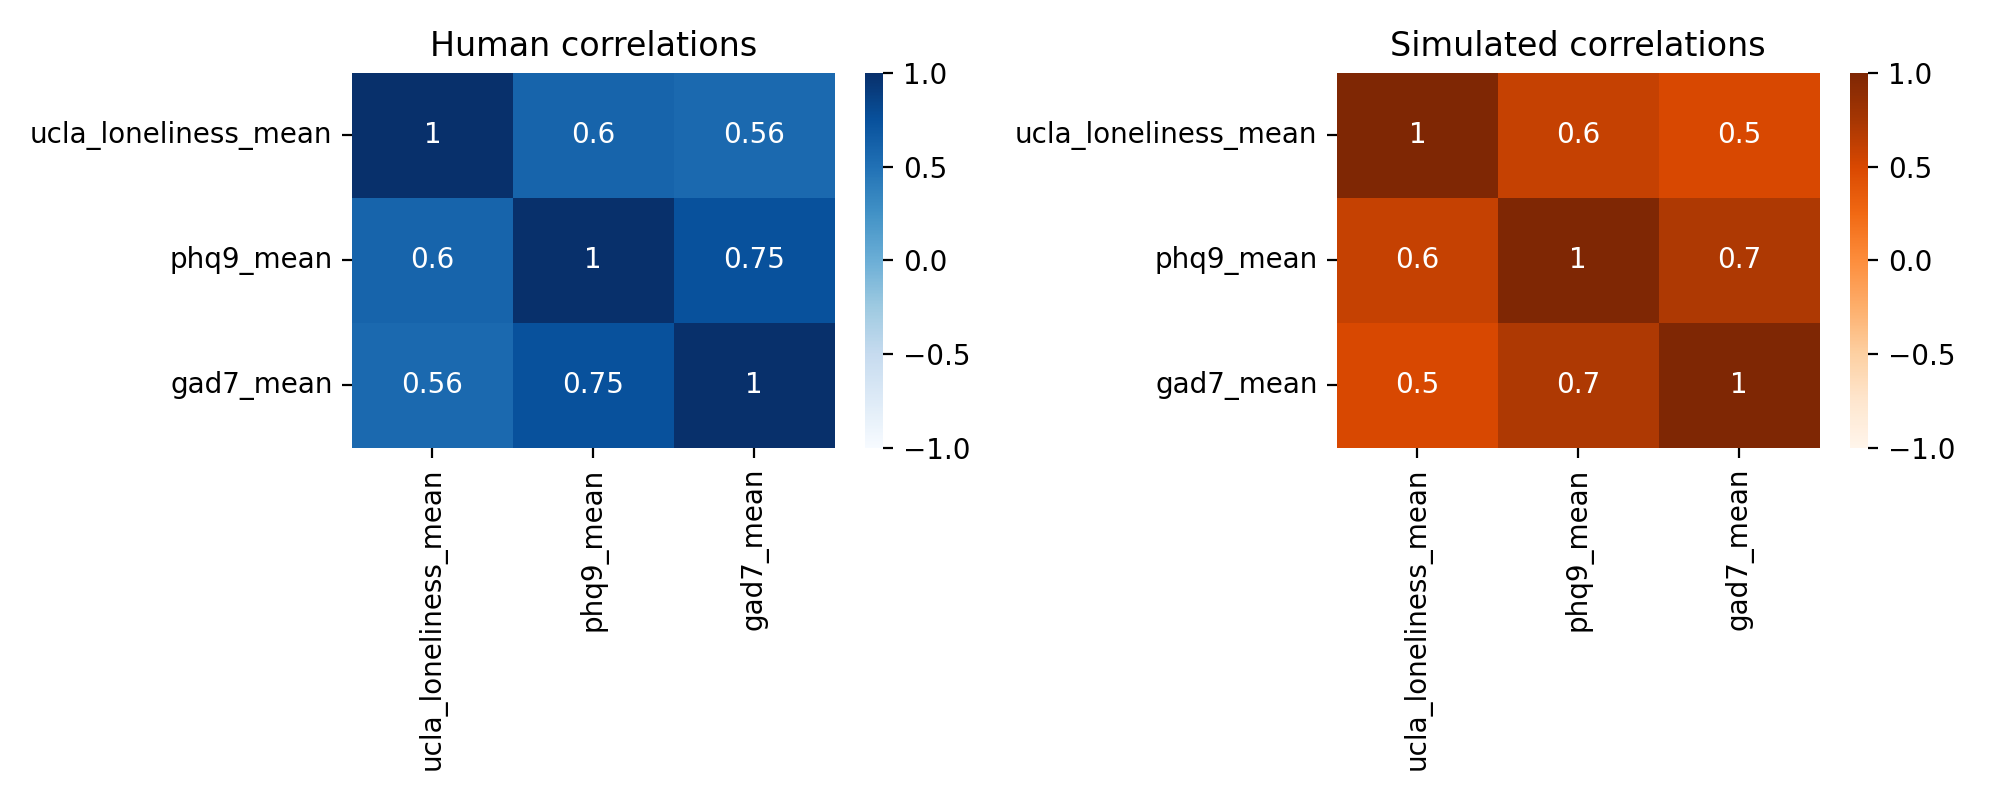 Human correlations
ucla_loneliness_mean 1 0.6 0.56
phq9_mean 0.6 1 0.75
gad7_mean 0.56 0.75 1
ucla_loneliness_mean
phq9_mean
gad7_mean
1.0
0.5
0.0
−0.5
−1.0
Simulated correlations
ucla_loneliness_mean 1 0.6 0.5
phq9_mean 0.6 1 0.7
gad7_mean 0.5 0.7 1
ucla_loneliness_mean
phq9_mean
gad7_mean
1.0
0.5
0.0
−0.5
−1.0